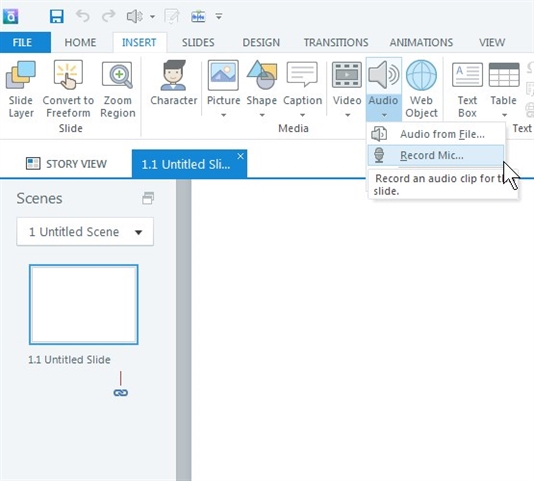 FILE HOME INSERT SLIDES DESIGN TRANSITIONS ANIMATIONS VIEW
Slide Layer
Convert to Freeform
Zoom Region
Character
Picture
Shape
Caption
Video
Audio
Web Object
Text Box
Table
Slide
Media
Text
Audio from File...
Record Mic...
Record an audio clip for
slide.
STORY VIEW
1.1 Untitled Sli...
Scenes
1 Untitled Scene
1.1 Untitled Slide